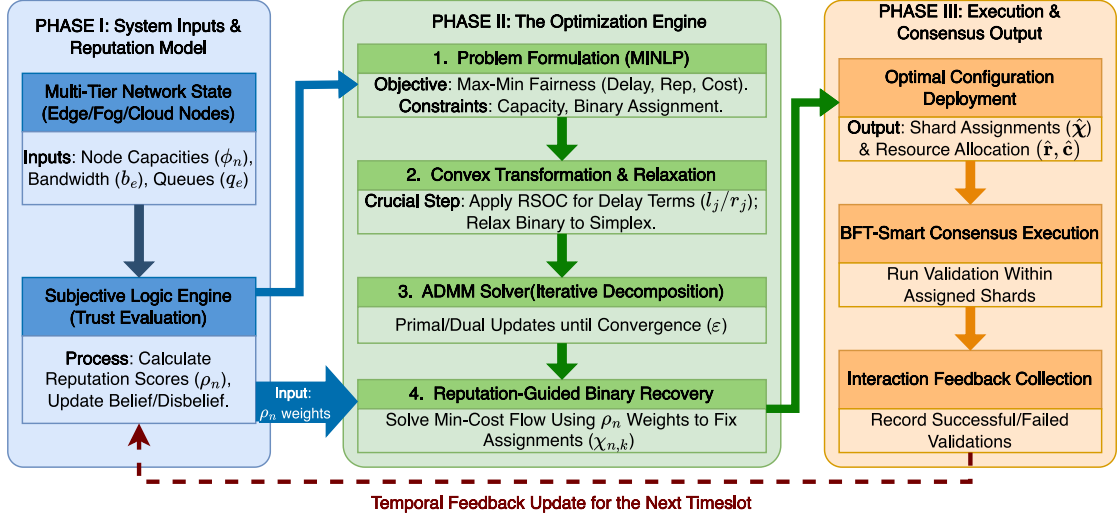 PHASE I: System Inputs &
Reputation Model
Multi-Tier Network State
(Edge/Fog/Cloud Nodes)
Inputs: Node Capacities (ϕₙ),
Bandwidth (bₑ), Queues (qₑ)
Subjective Logic Engine
(Trust Evaluation)
Process: Calculate
Reputation Scores (ρₙ),
Update Belief/Disbelief.
Input:
ρₙ weights
PHASE II: The Optimization Engine
1. Problem Formulation (MINLP)
Objective: Max-Min Fairness (Delay, Rep, Cost).
Constraints: Capacity, Binary Assignment.
2. Convex Transformation & Relaxation
Crucial Step: Apply RSOC for Delay Terms (lⱼ/rⱼ);
Relax Binary to Simplex.
3. ADMM Solver(Iterative Decomposition)
Primal/Dual Updates until Convergence (ε)
4. Reputation-Guided Binary Recovery
Solve Min-Cost Flow Using ρₙ Weights to Fix
Assignments (χₙ,ₖ)
PHASE III: Execution &
Consensus Output
Optimal Configuration
Deployment
Output: Shard Assignments (χ̂)
& Resource Allocation (r̂, ĉ)
BFT-Smart Consensus Execution
Run Validation Within
Assigned Shards
Interaction Feedback Collection
Record Successful/Failed
Validations
Temporal Feedback Update for the Next Timeslot